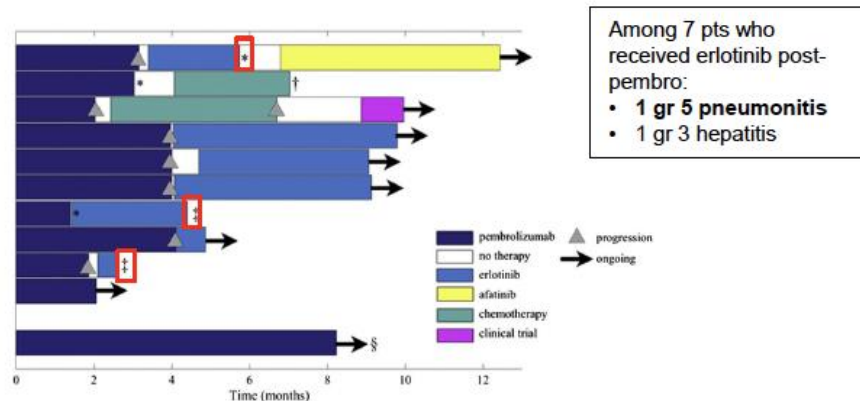 Among 7 pts who
received erlotinib post-
pembro:
• 1 gr 5 pneumonitis
• 1 gr 3 hepatitis
*
*
†
*
‡
‡
pembrolizumab
progression
no therapy
ongoing
erlotinib
afatinib
chemotherapy
clinical trial
§
0 2 4 6 8 10 12
Time (months)